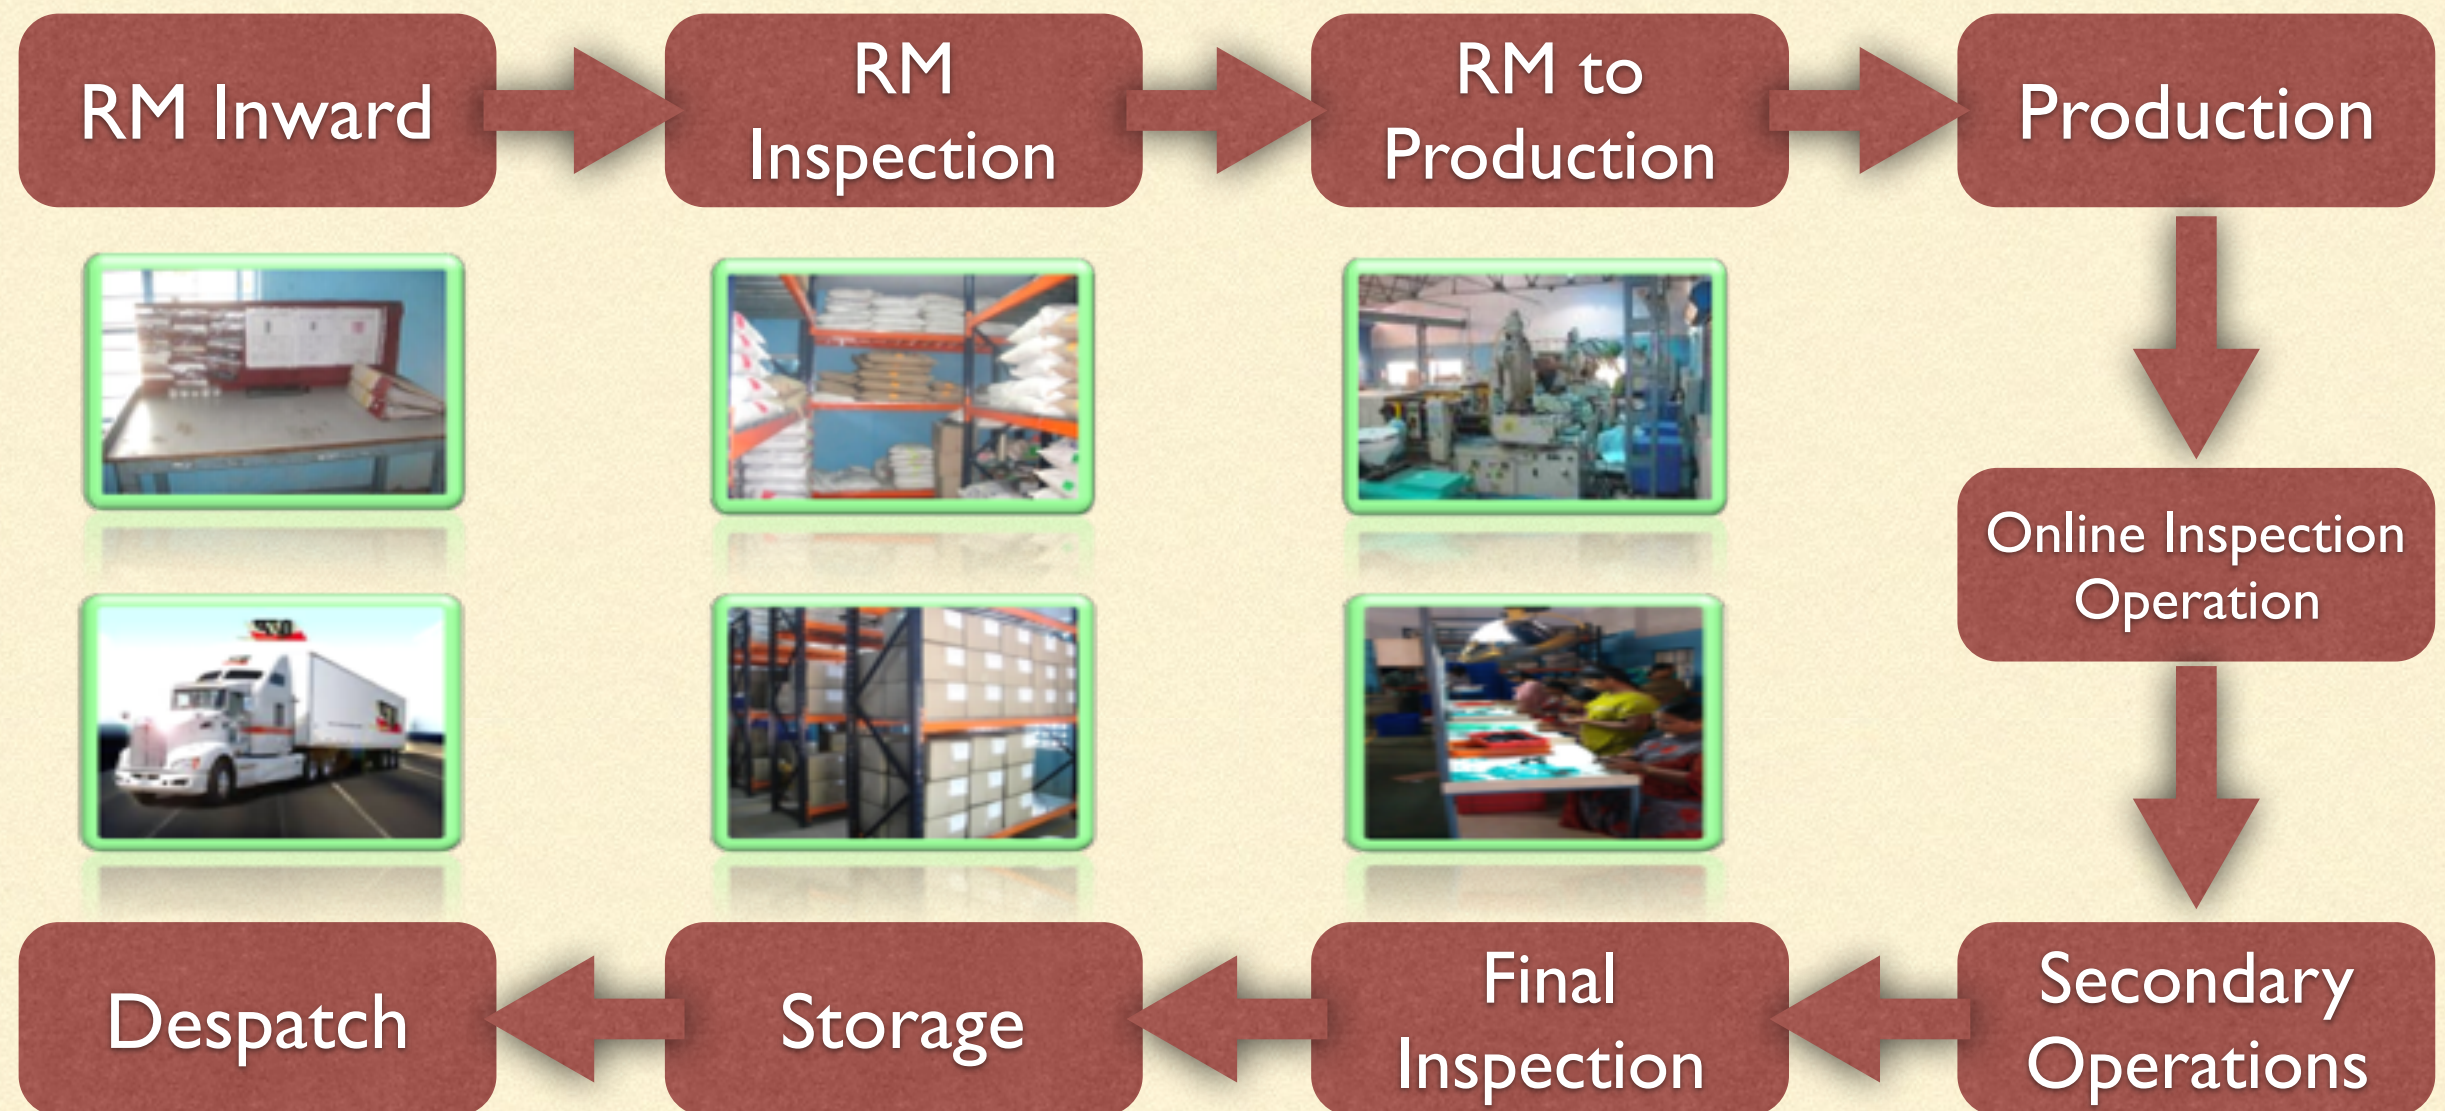 RM Inward
RM
Inspection
RM to
Production
Production
Online Inspection
Operation
Secondary
Operations
Final
Inspection
Storage
Despatch